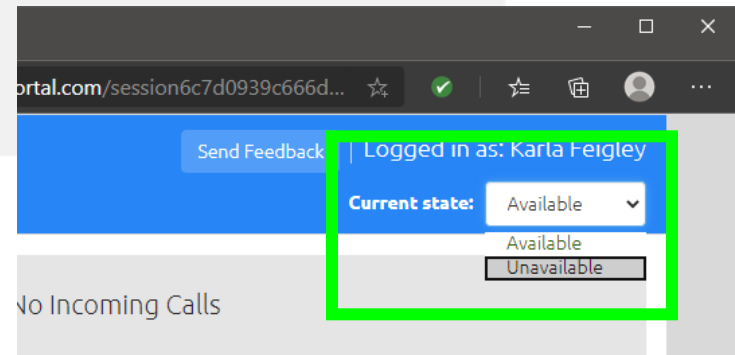 ortal.com/session6c7d0939c666d...
Send Feedback | Logged in as: Karla Feigley
Current state: Available
Available
Unavailable
No Incoming Calls